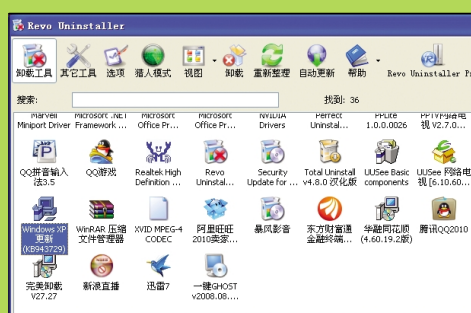 Revo Uninstaller
卸载工具 其它工具 选项 猎人模式 视图 卸载 重新整理 自动更新 帮助 Revo Uninstaller Pr
搜索: 找到: 36
Marvell Microsoft .NET Microsoft Microsoft NVIDIA Perfect PPLite PPTV网络电
Miniport Driver Framework ... Office Pr... Office Pr... Drivers Uninstal... 1.0.0.0026 视 V2.7.0...
QQ拼音输入 QQ游戏 Realtek High Revo Security Total Uninstall UUSee Basic UUSee 网络电
法3.5 Definition ... Uninstal... Update for ... v4.8.0 汉化版 components 视 [6.10.60...
Windows XP WinRAR 压缩 XVID MPEG-4 阿里旺旺 暴风影音 东方财富通 华融同花顺 腾讯QQ2010
更新 文件管理器 CODEC 2010卖家... 金融终端... (4.60.19.2版)
(KB943729)
完美卸载 新浪直播 迅雷7 一键GHOST
V27.27 v2008.08....